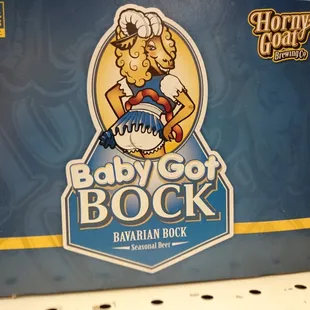 Horny
Goat
Brewing Co
Baby Got
BOCK
BAVARIAN BOCK
Seasonal Beer